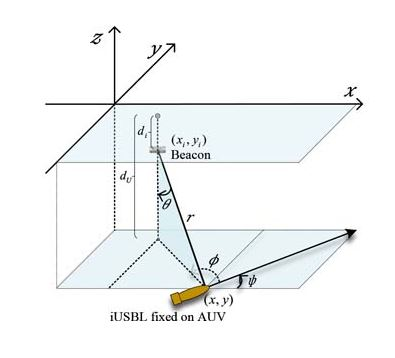 z
y
x
d_i
(x_i, y_i)
Beacon
d_U
θ
r
ϕ
ψ
(x, y)
iUSBL fixed on AUV